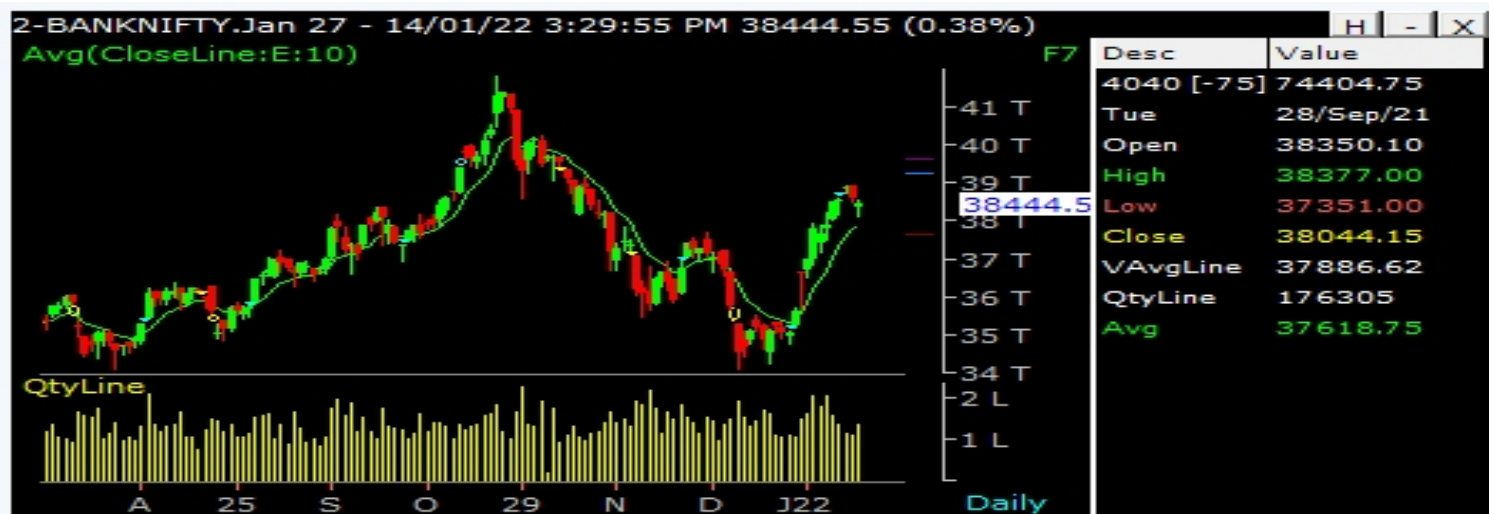 2-BANKNIFTY.Jan 27 - 14/01/22 3:29:55 PM 38444.55 (0.38%)
H - X
Avg(CloseLine:E:10)
F7
41 T
40 T
39 T
38444.5
38 T
37 T
36 T
35 T
34 T
QtyLine
2 L
1 L
A 25 S O 29 N D J22
Daily
Desc Value
4040 [-75] 74404.75
Tue 28/Sep/21
Open 38350.10
High 38377.00
Low 37351.00
Close 38044.15
VAvgLine 37886.62
QtyLine 176305
Avg 37618.75